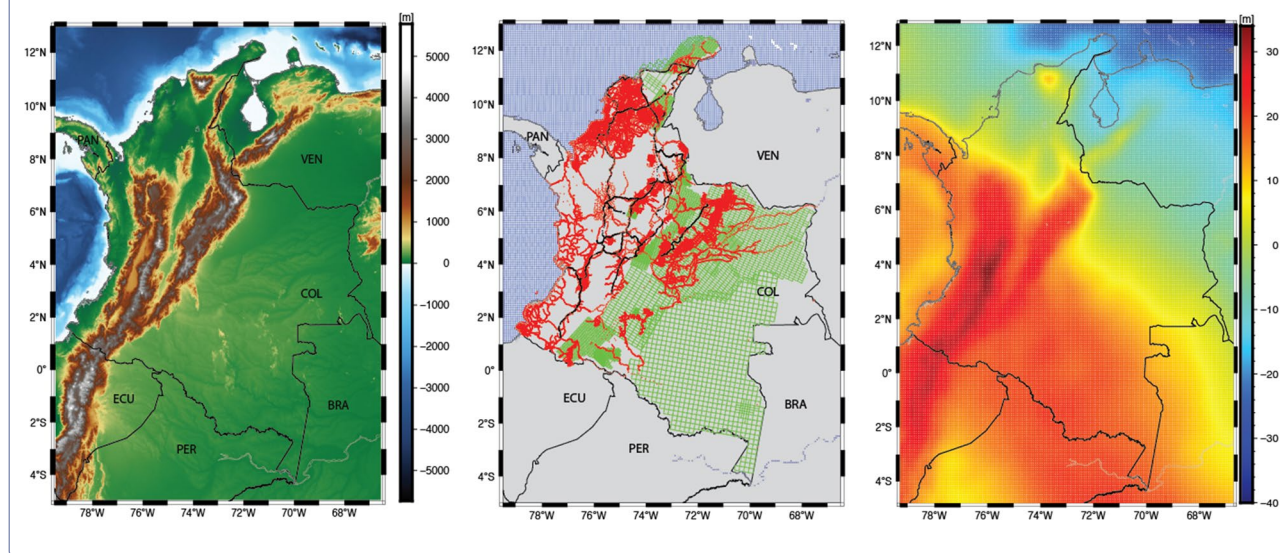 [m] [m]
12°N 12°N 12°N
10°N 10°N 10°N
8°N 8°N 8°N
6°N 6°N 6°N
4°N 4°N 4°N
2°N 2°N 2°N
0° 0° 0°
2°S 2°S 2°S
4°S 4°S 4°S
78°W 76°W 74°W 72°W 70°W 68°W
78°W 76°W 74°W 72°W 70°W 68°W
78°W 76°W 74°W 72°W 70°W 68°W
PAN
VEN
COL
ECU
BRA
PER
5000
4000
3000
2000
1000
0
−1000
−2000
−3000
−4000
−5000
PAN
VEN
COL
ECU
BRA
PER
30
20
10
0
−10
−20
−30
−40